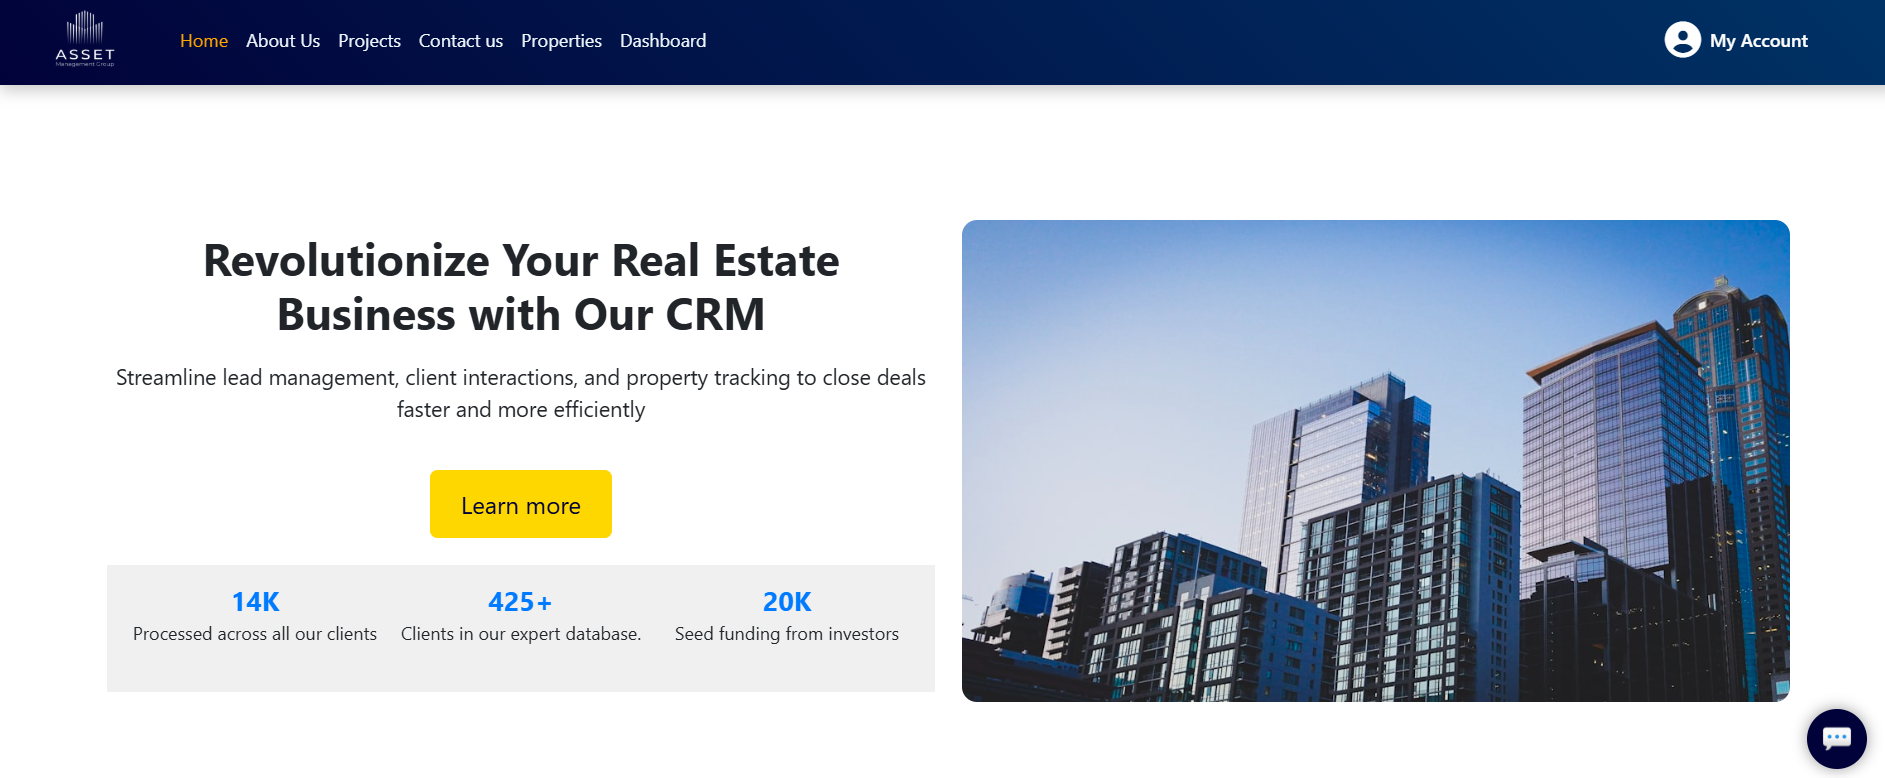 ASSET
Management Group
Home About Us Projects Contact us Properties Dashboard
My Account
Revolutionize Your Real Estate
Business with Our CRM
Streamline lead management, client interactions, and property tracking to close deals
faster and more efficiently
Learn more
14K
Processed across all our clients
425+
Clients in our expert database.
20K
Seed funding from investors